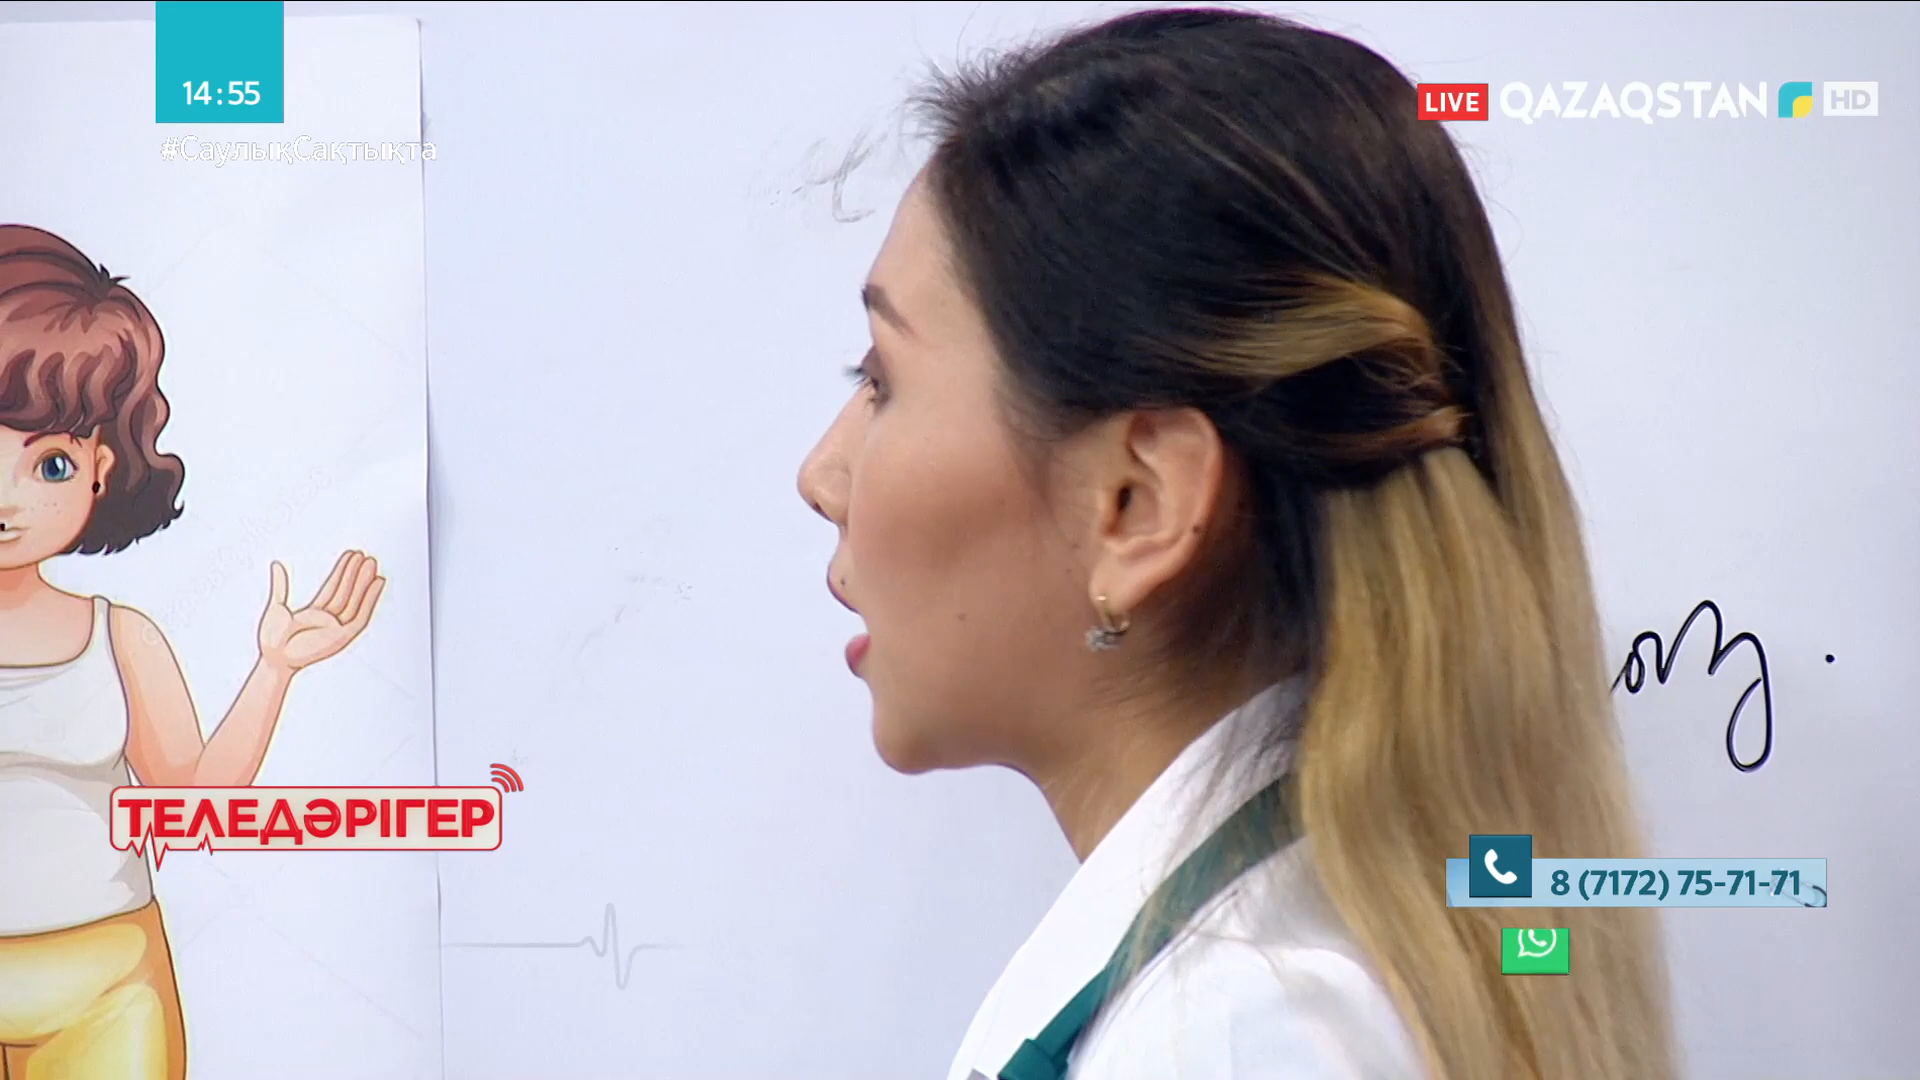 14:55
#СаулықСақтықта
LIVE QAZAQSTAN HD
ТЕЛЕДӘРІГЕР
8 (7172) 75-71-71